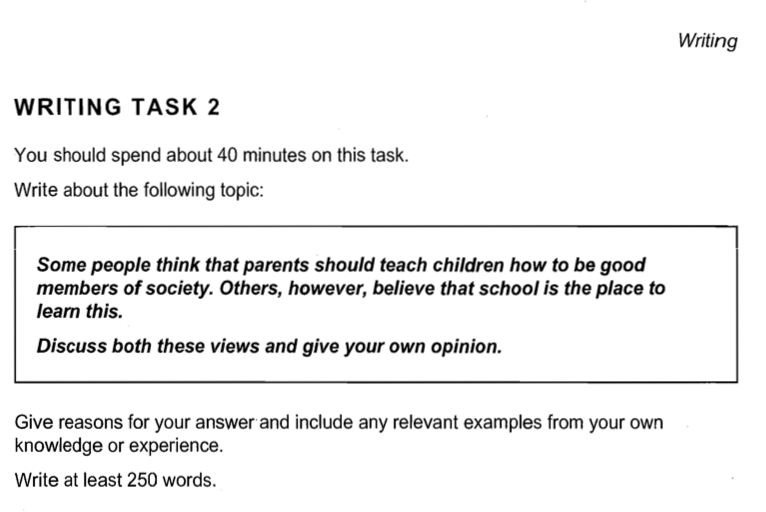 Writing
WRITING TASK 2
You should spend about 40 minutes on this task.
Write about the following topic:
Some people think that parents should teach children how to be good
members of society. Others, however, believe that school is the place to
learn this.
Discuss both these views and give your own opinion.
Give reasons for your answer and include any relevant examples from your own
knowledge or experience.
Write at least 250 words.